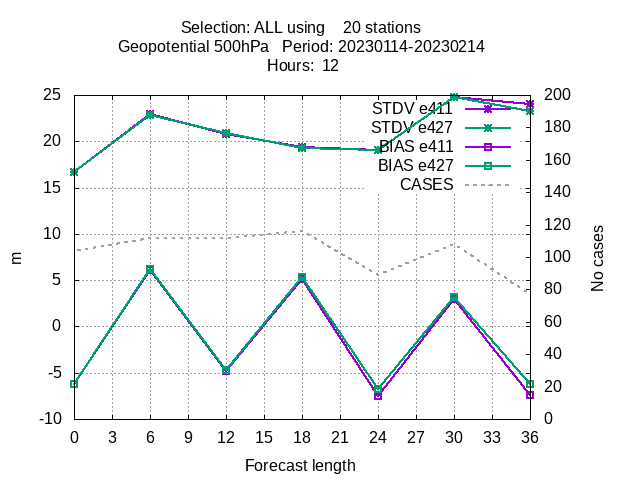 Selection: ALL using    20 stations
Geopotential 500hPa   Period: 20230114-20230214
Hours:  12
25
20
15
10
5
0
-5
-10
m
STDV e411
STDV e427
BIAS e411
BIAS e427
CASES
200
180
160
140
120
100
80
60
40
20
0
No cases
0 3 6 9 12 15 18 21 24 27 30 33 36
Forecast length